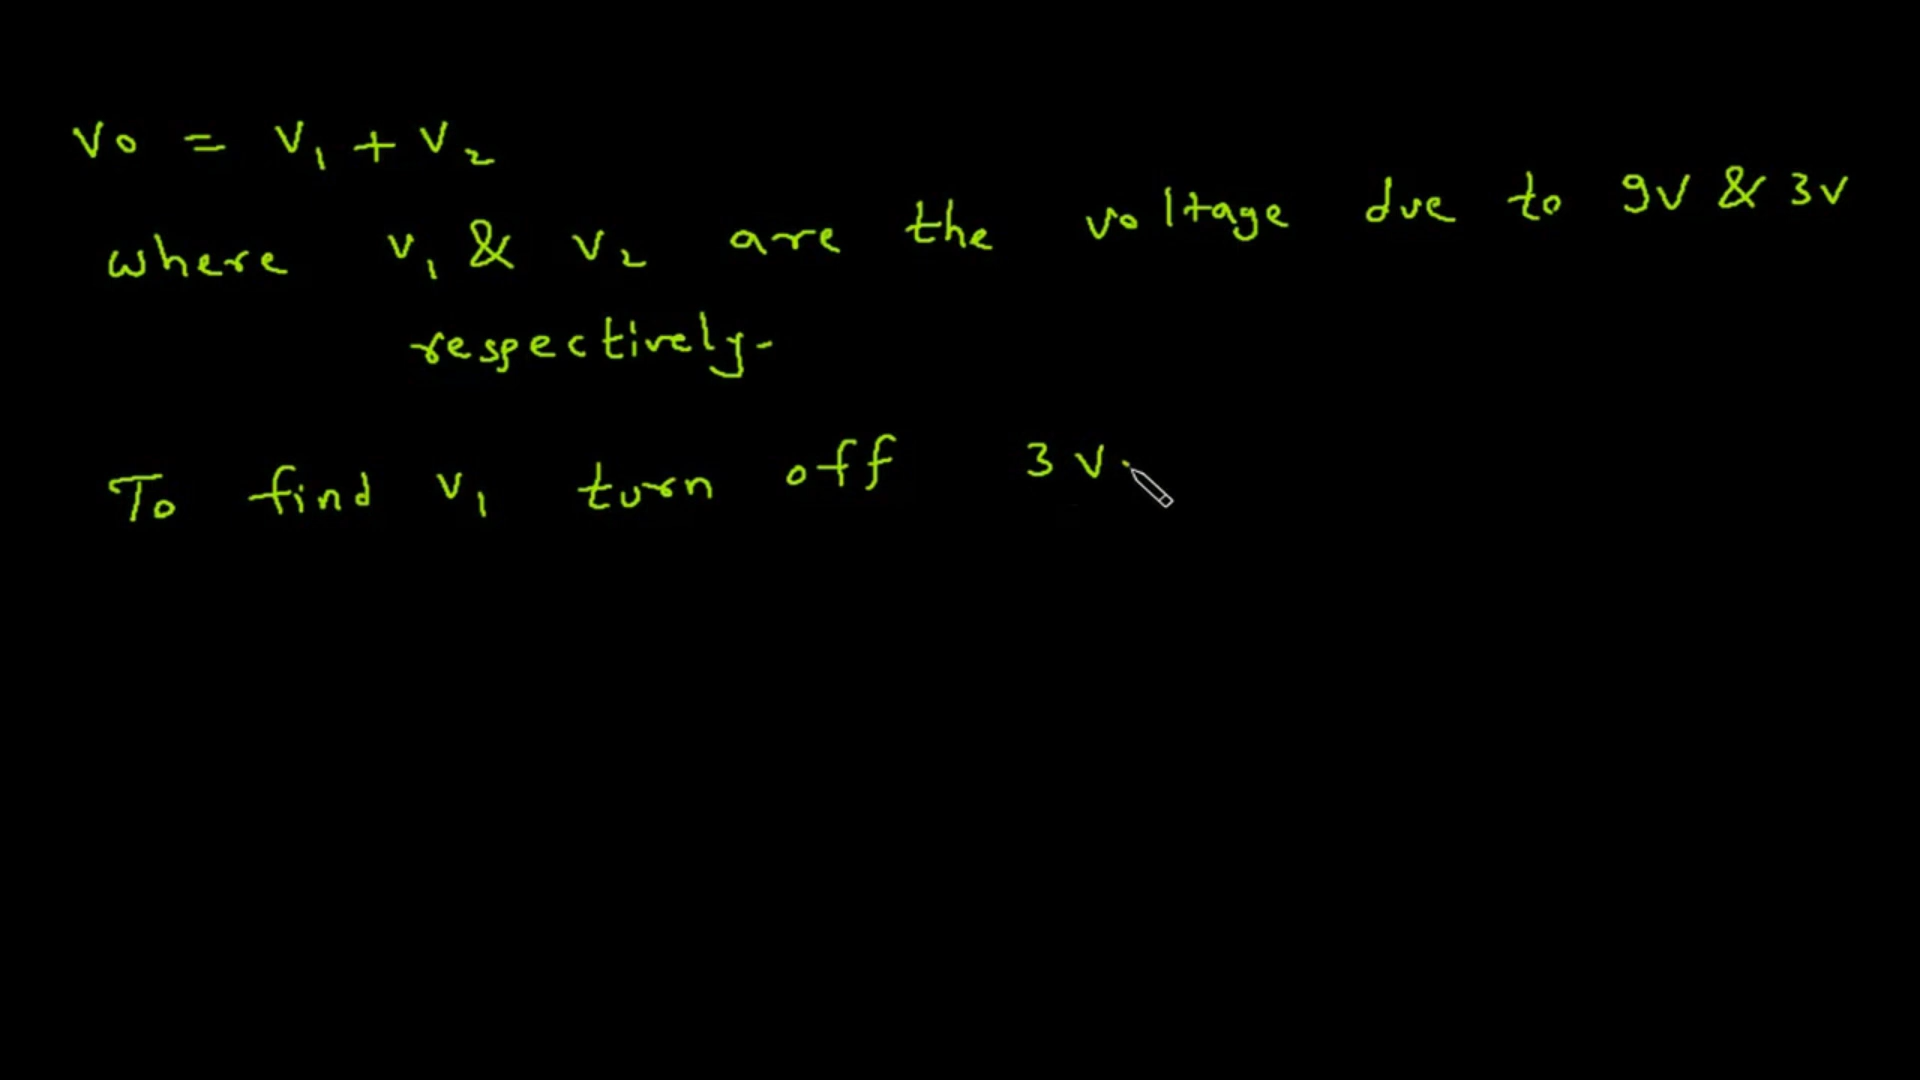 vo = v₁ + v₂
where v₁ & v₂ are the voltage due to 9V & 3V
respectively.
To find v₁ turn off 3V.